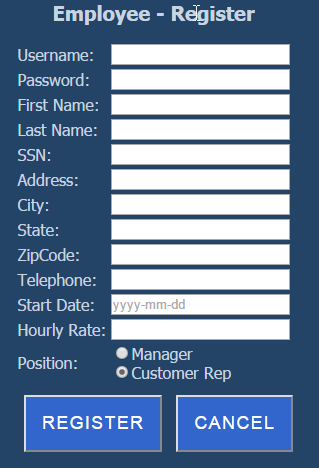 Employee - Register
Username:
Password:
First Name:
Last Name:
SSN:
Address:
City:
State:
ZipCode:
Telephone:
Start Date: yyyy-mm-dd
Hourly Rate:
Position: Manager
Customer Rep
REGISTER CANCEL